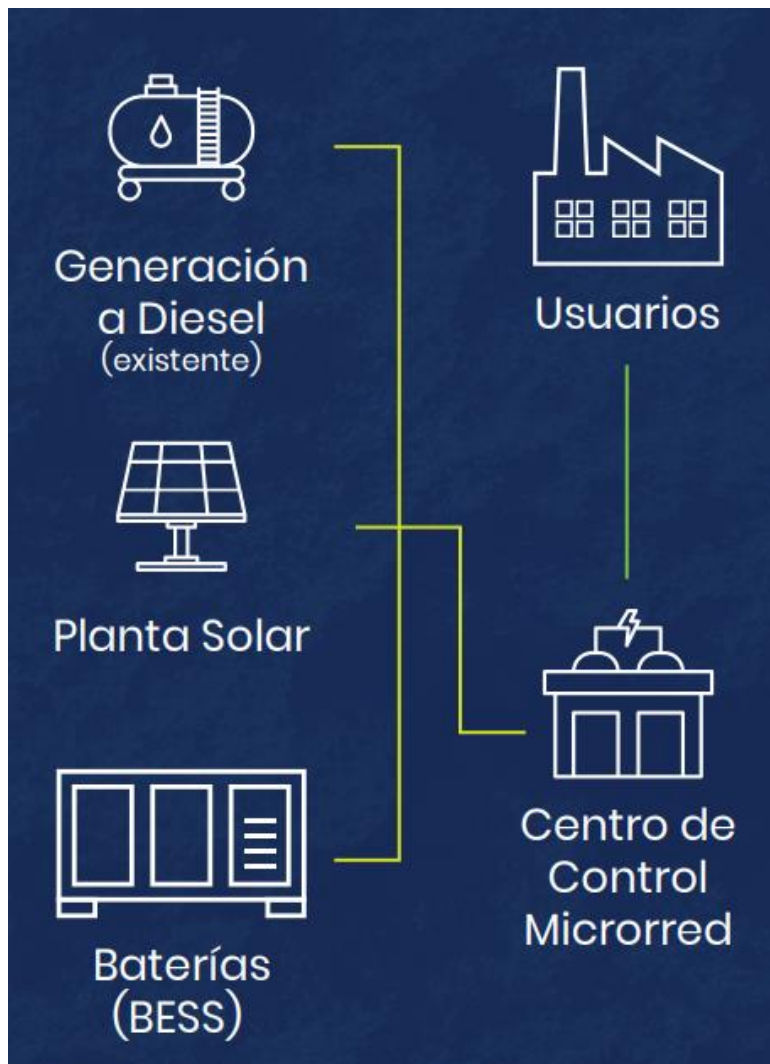 Generación
a Diesel
(existente)
Usuarios
Planta Solar
Centro de
Control
Microrred
Baterías
(BESS)